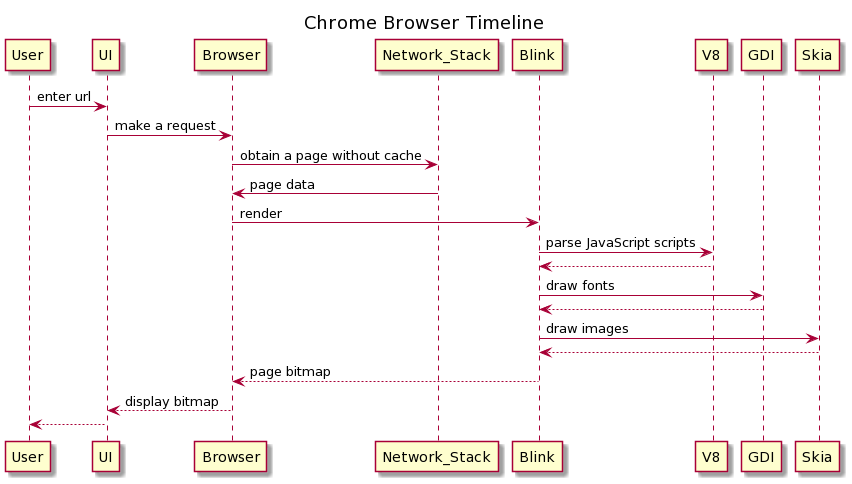 Chrome Browser Timeline
User UI Browser Network_Stack Blink V8 GDI Skia
enter url
make a request
obtain a page without cache
page data
render
parse JavaScript scripts
draw fonts
draw images
page bitmap
display bitmap
User UI Browser Network_Stack Blink V8 GDI Skia